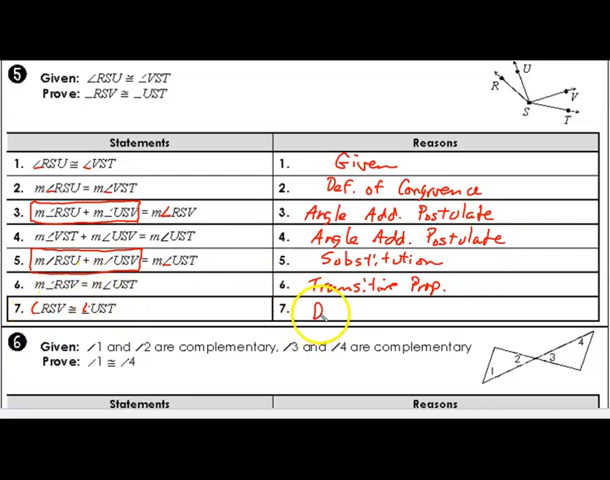 5
Given: ∠RSU ≅ ∠VST
Prove: ∠RSV ≅ ∠UST
U
R
V
S
T
Statements Reasons
1. ∠RSU ≅ ∠VST 1. Given
2. m∠RSU = m∠VST 2. Def. of Congruence
3. m∠RSU + m∠USV = m∠RSV 3. Angle Add. Postulate
4. m∠VST + m∠USV = m∠UST 4. Angle Add. Postulate
5. m∠RSU + m∠USV = m∠UST 5. Substitution
6. m∠RSV = m∠UST 6. Transitive Prop.
7. ∠RSV ≅ ∠UST 7. D
6
Given: ∠1 and ∠2 are complementary, ∠3 and ∠4 are complementary
Prove: ∠1 ≅ ∠4
4
2 3
1
Statements Reasons